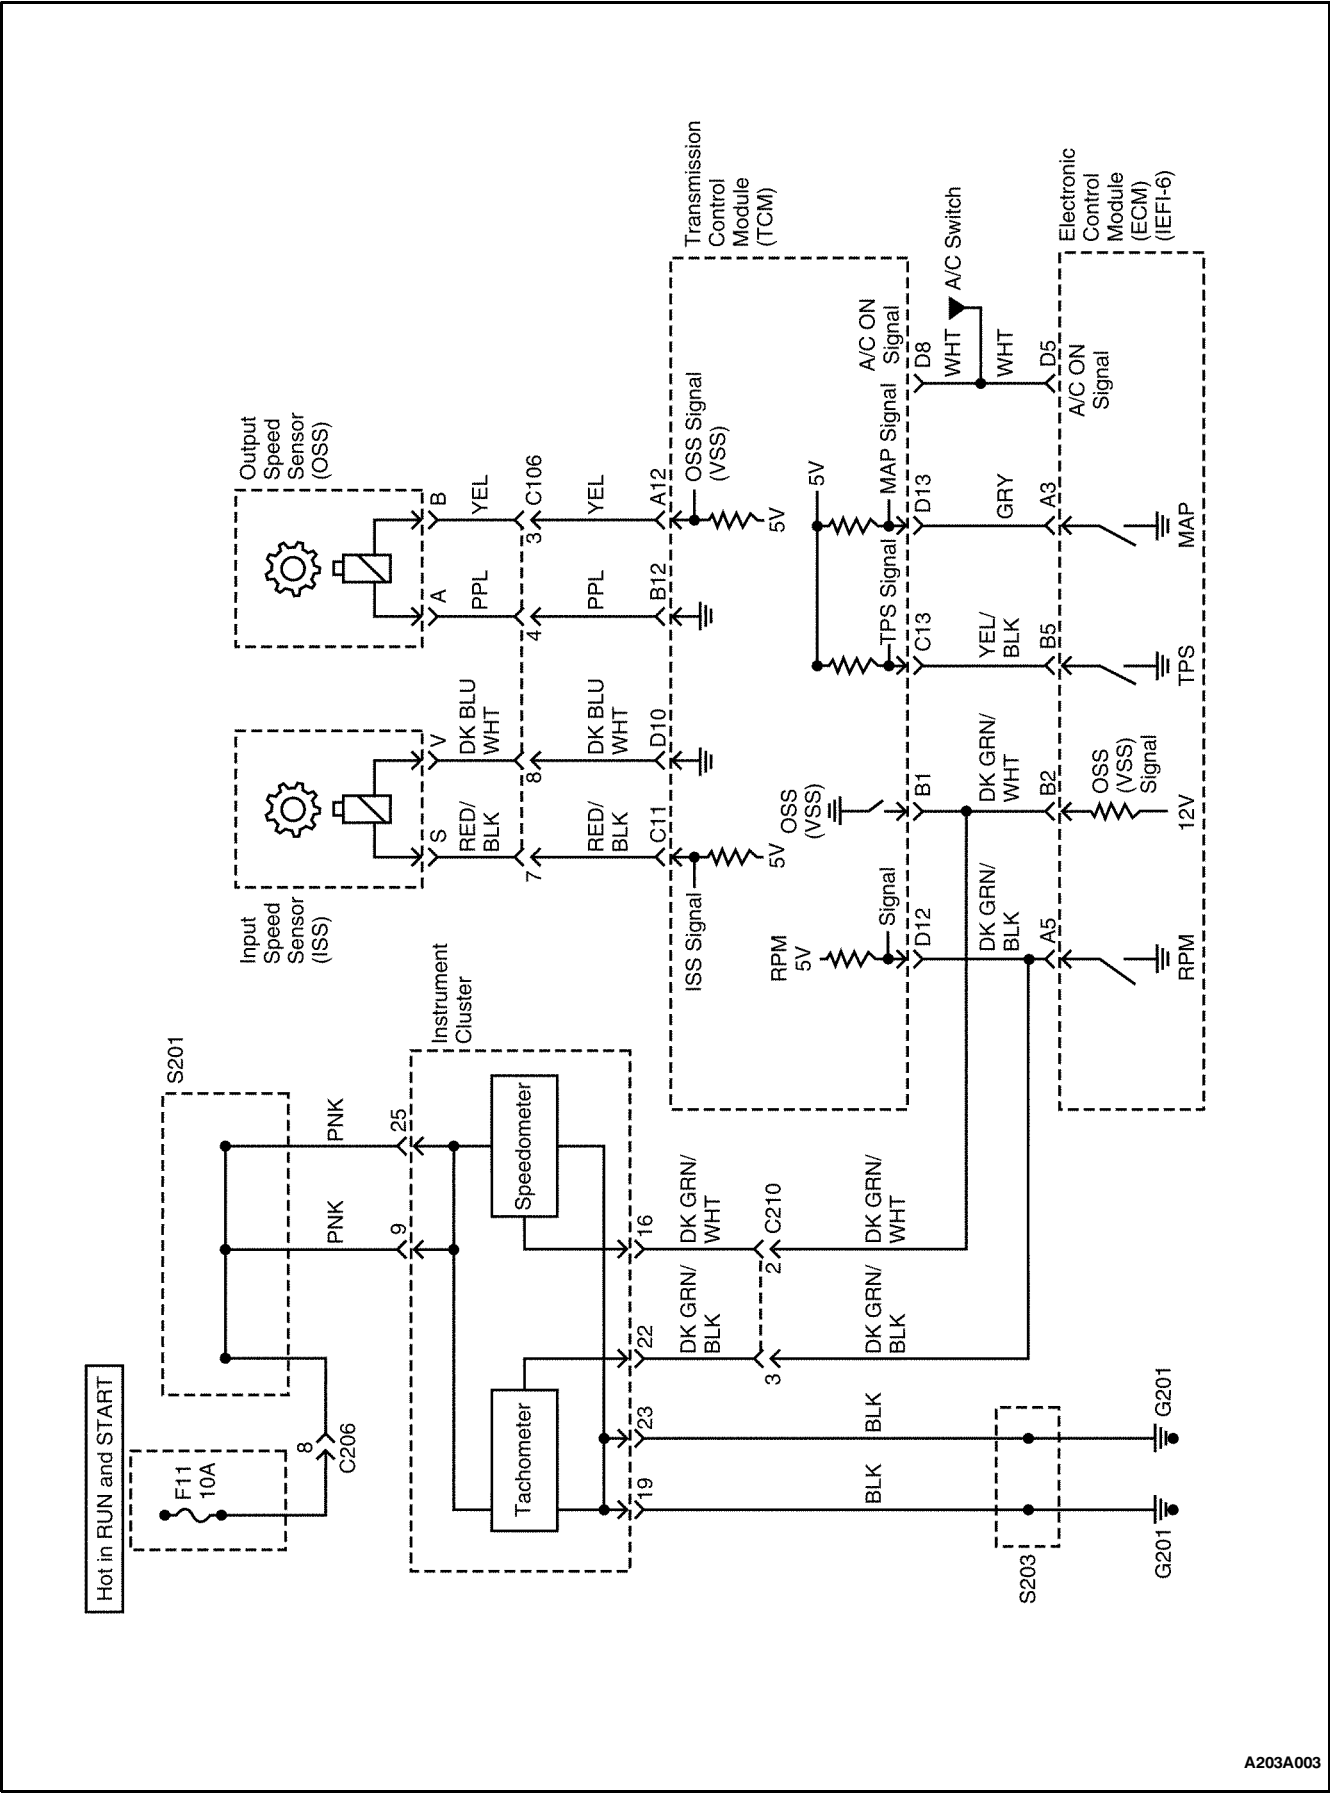 Hot in RUN and START
F11
10A
8
C206
S201
PNK
PNK
9
25
Instrument
Cluster
Tachometer
Speedometer
19
23
22
16
DK GRN/
BLK
DK GRN/
WHT
3
2
C210
BLK
BLK
DK GRN/
BLK
DK GRN/
WHT
S203
G201
G201
Input
Speed
Sensor
(ISS)
Output
Speed
Sensor
(OSS)
S
V
A
B
RED/
BLK
DK BLU
WHT
PPL
YEL
7
8
4
3
C106
RED/
BLK
DK BLU
WHT
PPL
YEL
C11
D10
B12
A12
Transmission
Control
Module
(TCM)
ISS Signal
5V
OSS Signal
(VSS)
5V
RPM
5V
Signal
OSS
(VSS)
5V
TPS Signal
MAP Signal
A/C ON
Signal
D12
B1
C13
D13
D8
DK GRN/
BLK
DK GRN/
WHT
YEL/
BLK
GRY
WHT
WHT
A/C Switch
A5
B2
B5
A3
D5
Electronic
Control
Module
(ECM)
(IEFI-6)
RPM
OSS
(VSS)
Signal
12V
TPS
MAP
A/C ON
Signal
A203A003